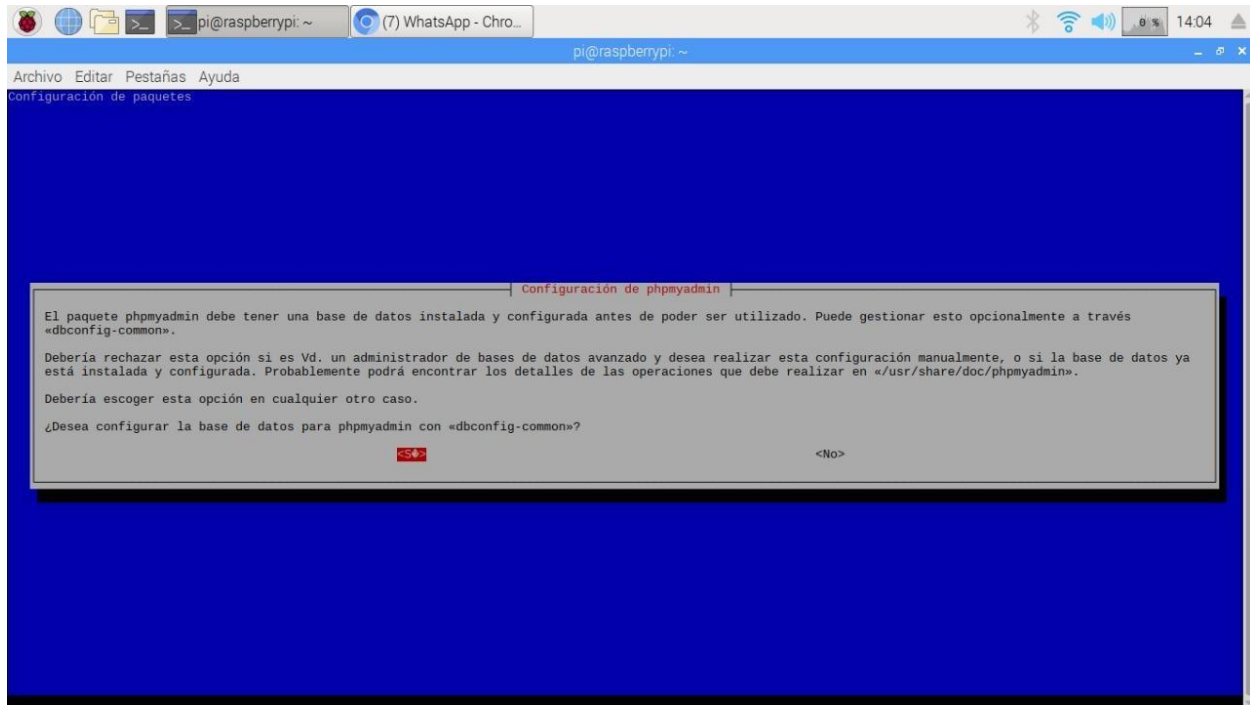 pi@raspberrypi: ~
(7) WhatsApp - Chro...
0 %
14:04
pi@raspberrypi: ~
Archivo Editar Pestañas Ayuda
Configuración de paquetes
Configuración de phpmyadmin
El paquete phpmyadmin debe tener una base de datos instalada y configurada antes de poder ser utilizado. Puede gestionar esto opcionalmente a través
«dbconfig-common».
Debería rechazar esta opción si es Vd. un administrador de bases de datos avanzado y desea realizar esta configuración manualmente, o si la base de datos ya
está instalada y configurada. Probablemente podrá encontrar los detalles de las operaciones que debe realizar en «/usr/share/doc/phpmyadmin».
Debería escoger esta opción en cualquier otro caso.
¿Desea configurar la base de datos para phpmyadmin con «dbconfig-common»?
<S�> <No>